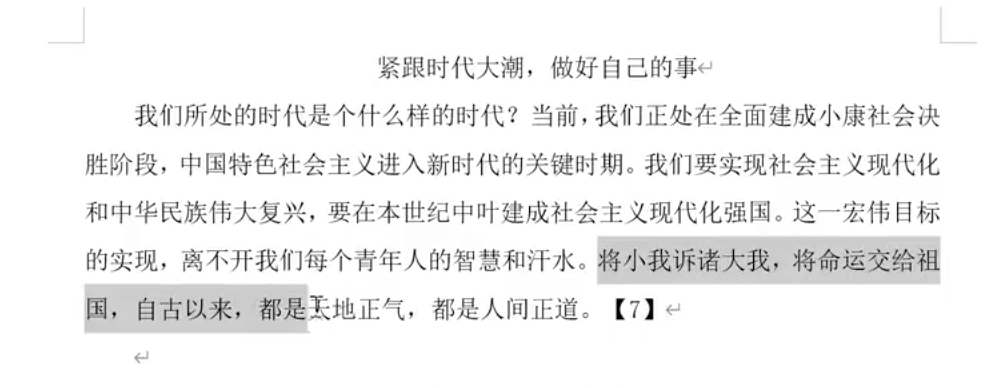 紧跟时代大潮，做好自己的事
我们所处的时代是个什么样的时代？当前，我们正处在全面建成小康社会决
胜阶段，中国特色社会主义进入新时代的关键时期。我们要实现社会主义现代化
和中华民族伟大复兴，要在本世纪中叶建成社会主义现代化强国。这一宏伟目标
的实现，离不开我们每个青年人的智慧和汗水。将小我诉诸大我，将命运交给祖
国，自古以来，都是天地正气，都是人间正道。【7】